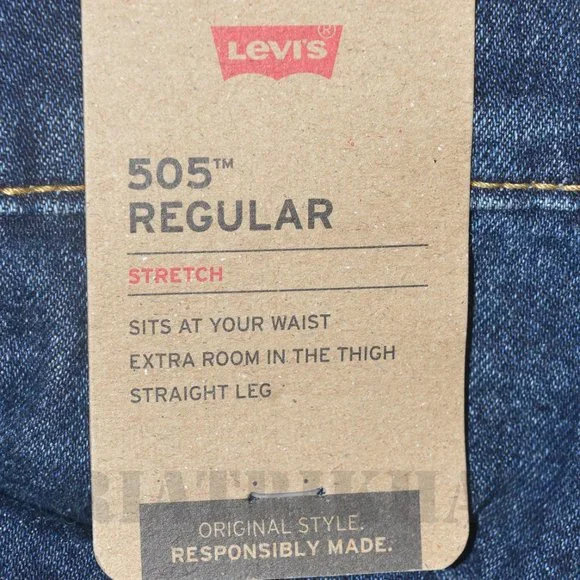 Levi's®
505™
REGULAR
STRETCH
SITS AT YOUR WAIST
EXTRA ROOM IN THE THIGH
STRAIGHT LEG
ORIGINAL STYLE.
RESPONSIBLY MADE.